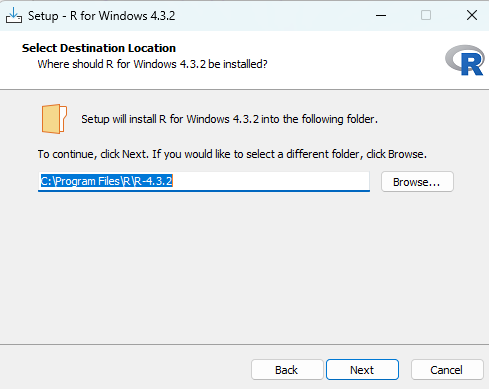 Setup - R for Windows 4.3.2
Select Destination Location
Where should R for Windows 4.3.2 be installed?
R
Setup will install R for Windows 4.3.2 into the following folder.
To continue, click Next. If you would like to select a different folder, click Browse.
C:\Program Files\R\R-4.3.2
Browse...
Back
Next
Cancel